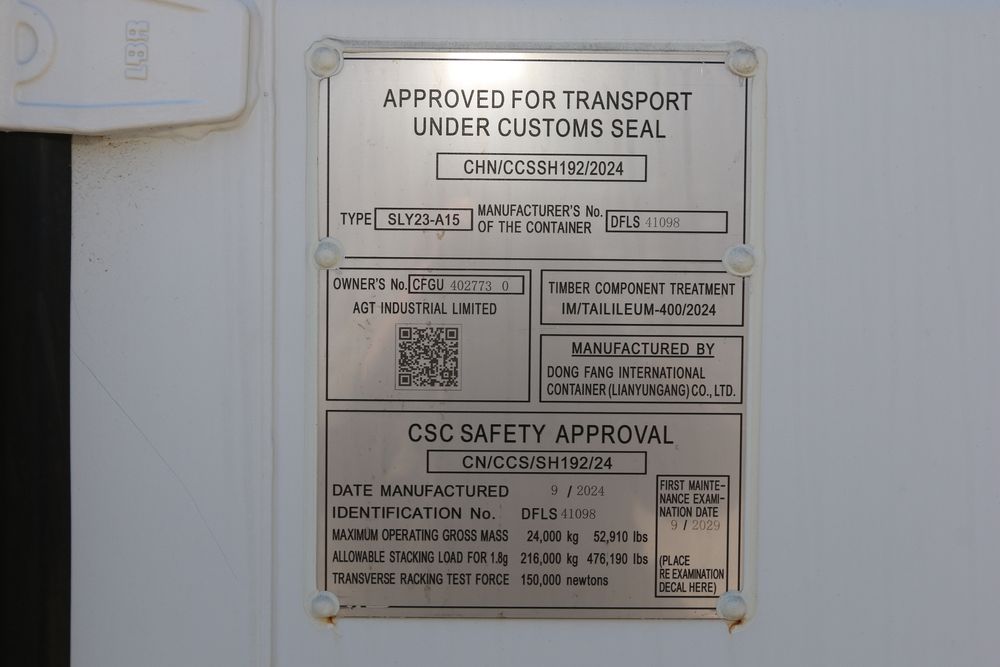 LBR
APPROVED FOR TRANSPORT
UNDER CUSTOMS SEAL
CHN/CCSSH192/2024
TYPE SLY23-A15 MANUFACTURER'S No. OF THE CONTAINER DFLS 41098
OWNER'S No. CFGU 402773 0
AGT INDUSTRIAL LIMITED
TIMBER COMPONENT TREATMENT
IM/TAILILEUM-400/2024
MANUFACTURED BY
DONG FANG INTERNATIONAL
CONTAINER (LIANYUNGANG) CO., LTD.
CSC SAFETY APPROVAL
CN/CCS/SH192/24
DATE MANUFACTURED 9 / 2024
IDENTIFICATION No. DFLS 41098
MAXIMUM OPERATING GROSS MASS 24,000 kg 52,910 lbs
ALLOWABLE STACKING LOAD FOR 1.8g 216,000 kg 476,190 lbs
TRANSVERSE RACKING TEST FORCE 150,000 newtons
FIRST MAINTE-
NANCE EXAMI-
NATION DATE
9 / 2029
(PLACE
RE EXAMINATION
DECAL HERE)